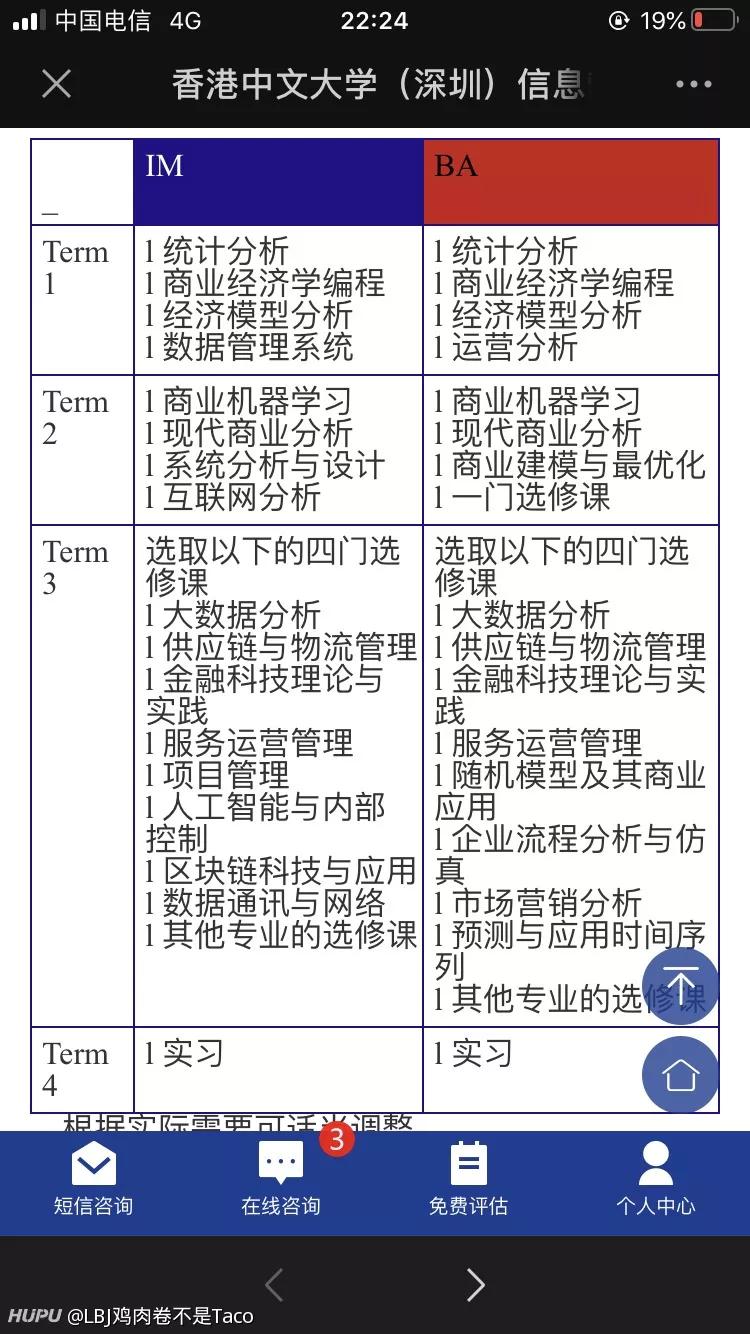 中国电信 4G 22:24 19%
香港中文大学（深圳）信息
IM BA
_
Term
1
l 统计分析
l 商业经济学编程
l 经济模型分析
l 数据管理系统
l 统计分析
l 商业经济学编程
l 经济模型分析
l 运营分析
Term
2
l 商业机器学习
l 现代商业分析
l 系统分析与设计
l 互联网分析
l 商业机器学习
l 现代商业分析
l 商业建模与最优化
l 一门选修课
Term
3
选取以下的四门选
修课
l 大数据分析
l 供应链与物流管理
l 金融科技理论与
实践
l 服务运营管理
l 项目管理
l 人工智能与内部
控制
l 区块链科技与应用
l 数据通讯与网络
l 其他专业的选修课
选取以下的四门选
修课
l 大数据分析
l 供应链与物流管理
l 金融科技理论与实
践
l 服务运营管理
l 随机模型及其商业
应用
l 企业流程分析与仿
真
l 市场营销分析
l 预测与应用时间序
列
l 其他专业的选修课
Term
4
l 实习
l 实习
根据实际需要可适当调整
3
短信咨询 在线咨询 免费评估 个人中心
HUPU @LBJ鸡肉卷不是Taco